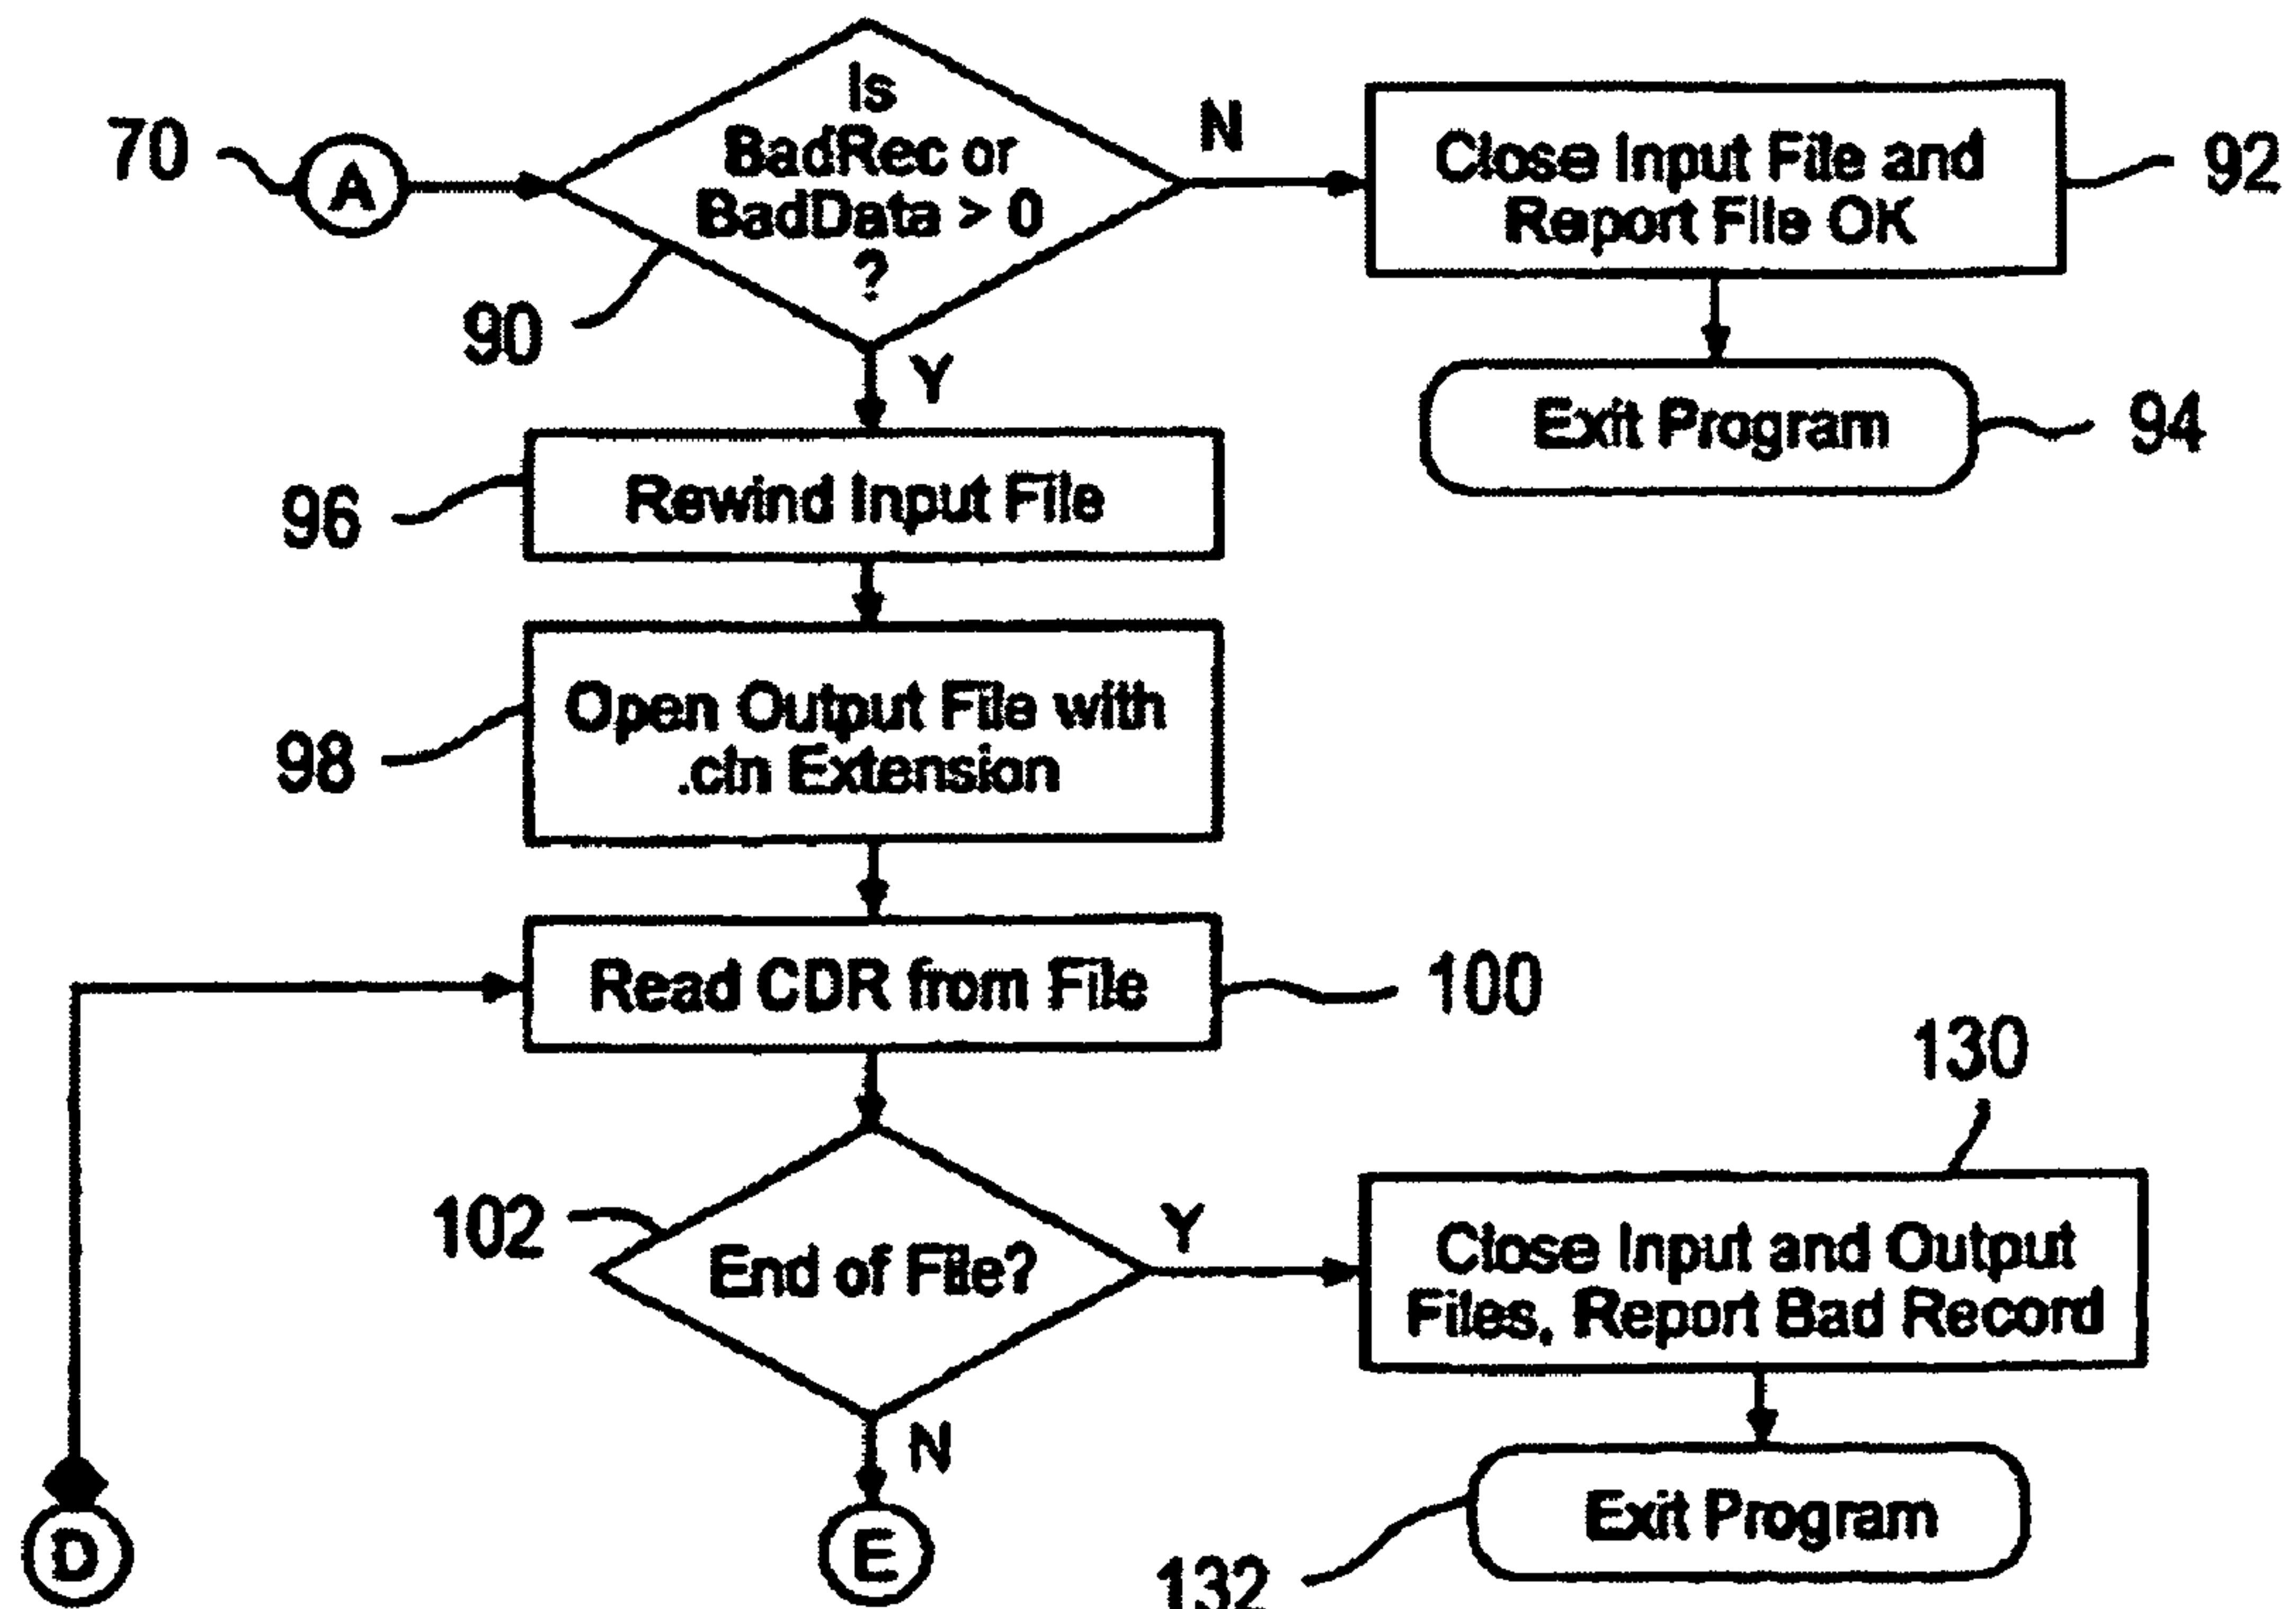 Is
BadRec or
BadData > 0
?
N
Close Input File and
Report File OK
92
70
A
90
Y
Exit Program
94
Rewind Input File
96
Open Output File with
.cln Extension
98
Read CDR from File
100
130
102
End of File?
Y
Close Input and Output
Files, Report Bad Record
N
Exit Program
D
E
132